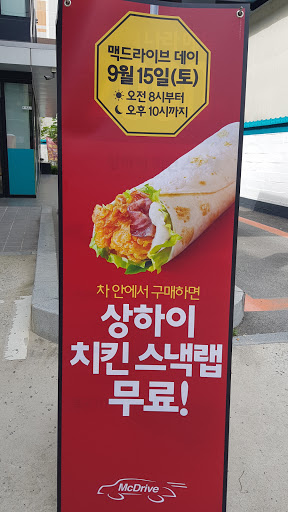 맥드라이브 데이
9월 15일(토)
오전 8시부터
오후 10시까지
차 안에서 구매하면
상하이
치킨 스낵랩
무료!
McDrive